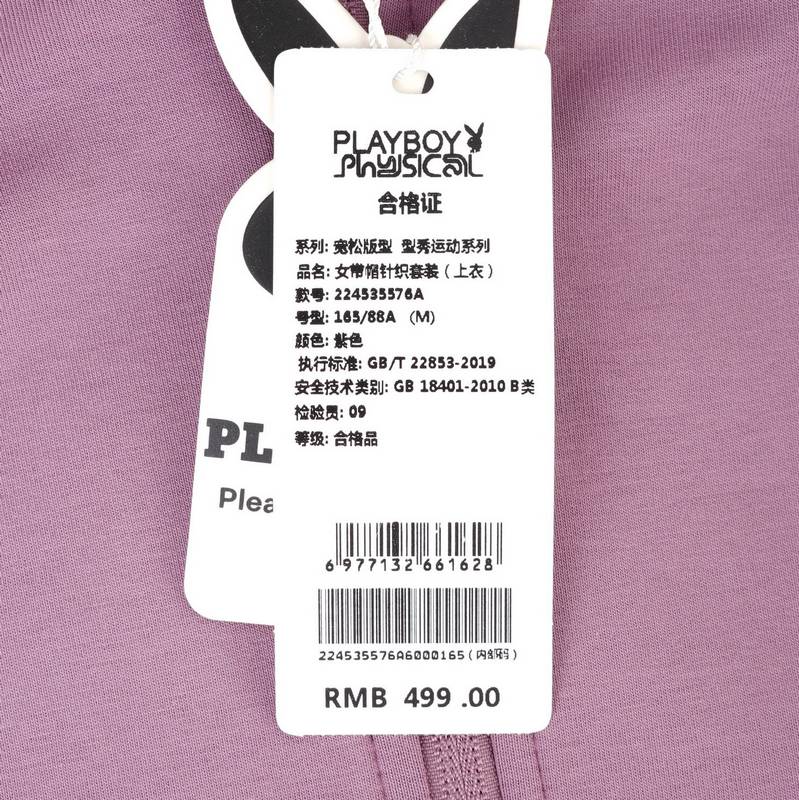 PLAYBOY
Physical
合格证
系列: 宽松版型 型秀运动系列
品名: 女带帽针织套装（上衣）
款号: 224535576A
号型: 165/88A （M）
颜色: 紫色
执行标准: GB/T 22853-2019
安全技术类别: GB 18401-2010 B类
检验员: 09
等级: 合格品
6 977132 661628
224535576A6000165（内部码）
RMB 499 .00
PL
Plea